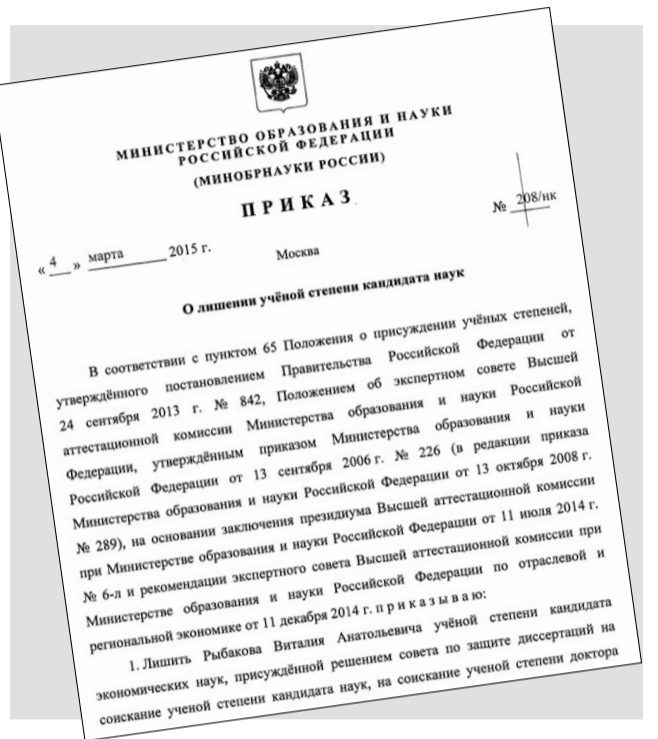 МИНИСТЕРСТВО ОБРАЗОВАНИЯ И НАУКИ
РОССИЙСКОЙ ФЕДЕРАЦИИ
(МИНОБРНАУКИ РОССИИ)
ПРИКАЗ
« 4 » марта 2015 г.
Москва
№ 208/нк
О лишении учёной степени кандидата наук
В соответствии с пунктом 65 Положения о присуждении учёных степеней,
утверждённого постановлением Правительства Российской Федерации от
24 сентября 2013 г. № 842, Положением об экспертном совете Высшей
аттестационной комиссии Министерства образования и науки Российской
Федерации, утверждённым приказом Министерства образования и науки
Российской Федерации от 13 сентября 2006 г. № 226 (в редакции приказа
Министерства образования и науки Российской Федерации от 13 октября 2008 г.
№ 289), на основании заключения президиума Высшей аттестационной комиссии
при Министерстве образования и науки Российской Федерации от 11 июля 2014 г.
№ 6-л и рекомендации экспертного совета Высшей аттестационной комиссии при
Министерстве образования и науки Российской Федерации по отраслевой и
региональной экономике от 11 декабря 2014 г. п р и к а з ы в а ю:
1. Лишить Рыбакова Виталия Анатольевича учёной степени кандидата
экономических наук, присуждённой решением совета по защите диссертаций на
соискание ученой степени кандидата наук, на соискание ученой степени доктора